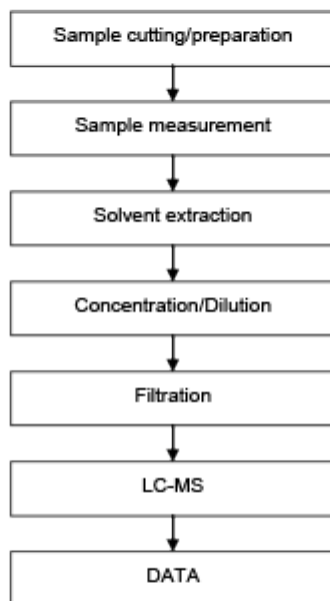 Sample cutting/preparation
Sample measurement
Solvent extraction
Concentration/Dilution
Filtration
LC-MS
DATA